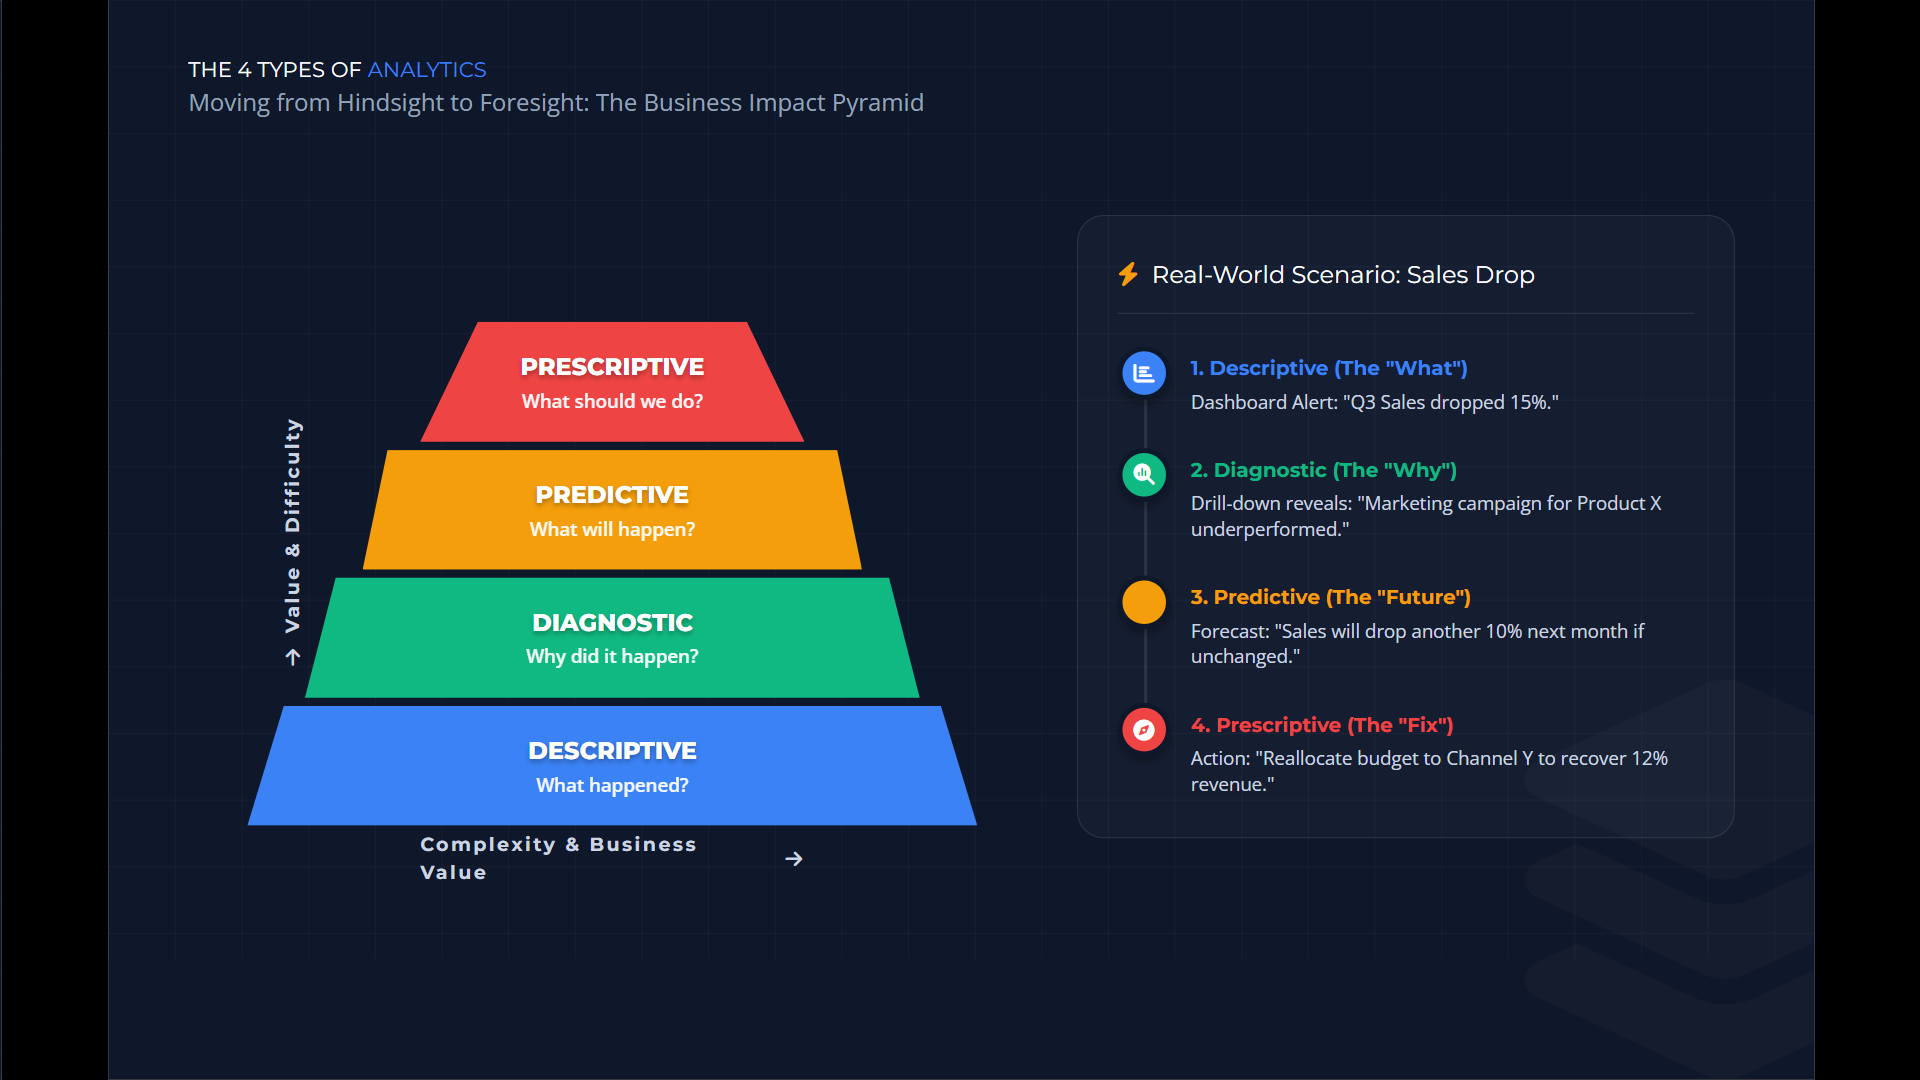 THE 4 TYPES OF ANALYTICS
Moving from Hindsight to Foresight: The Business Impact Pyramid
PRESCRIPTIVE
What should we do?
PREDICTIVE
What will happen?
DIAGNOSTIC
Why did it happen?
DESCRIPTIVE
What happened?
Value & Difficulty
Complexity & Business
Value
Real-World Scenario: Sales Drop
1. Descriptive (The "What")
Dashboard Alert: "Q3 Sales dropped 15%."
2. Diagnostic (The "Why")
Drill-down reveals: "Marketing campaign for Product X
underperformed."
3. Predictive (The "Future")
Forecast: "Sales will drop another 10% next month if
unchanged."
4. Prescriptive (The "Fix")
Action: "Reallocate budget to Channel Y to recover 12%
revenue."